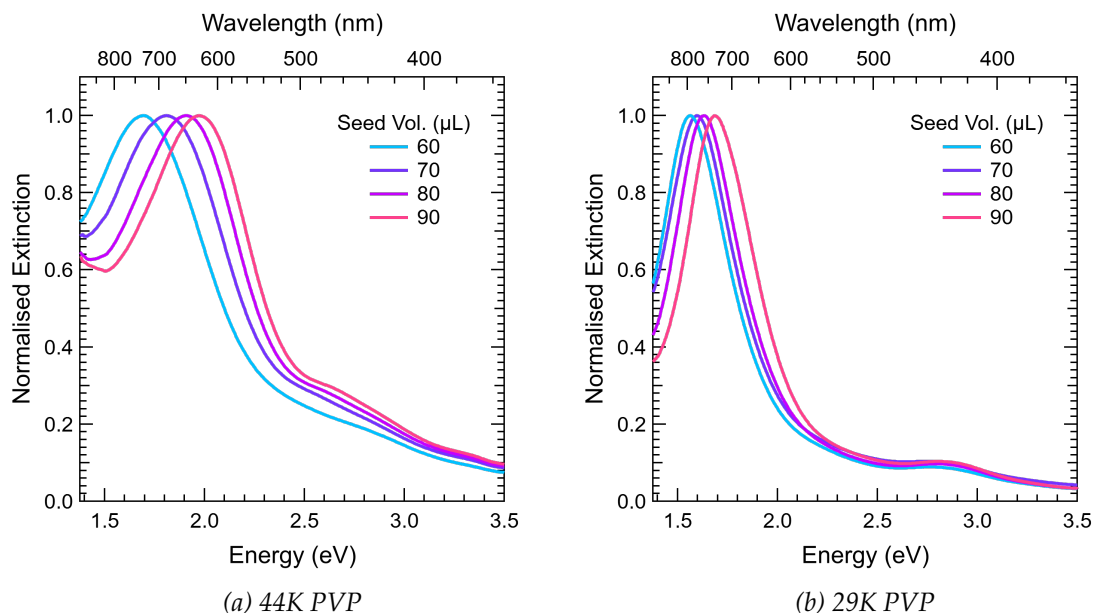 Wavelength (nm)
800 700 600 500 400
1.0
0.8
0.6
0.4
0.2
0.0
Normalised Extinction
Seed Vol. (µL)
60
70
80
90
1.5 2.0 2.5 3.0 3.5
Energy (eV)
(a) 44K PVP
Wavelength (nm)
800 700 600 500 400
1.0
0.8
0.6
0.4
0.2
0.0
Normalised Extinction
Seed Vol. (µL)
60
70
80
90
1.5 2.0 2.5 3.0 3.5
Energy (eV)
(b) 29K PVP